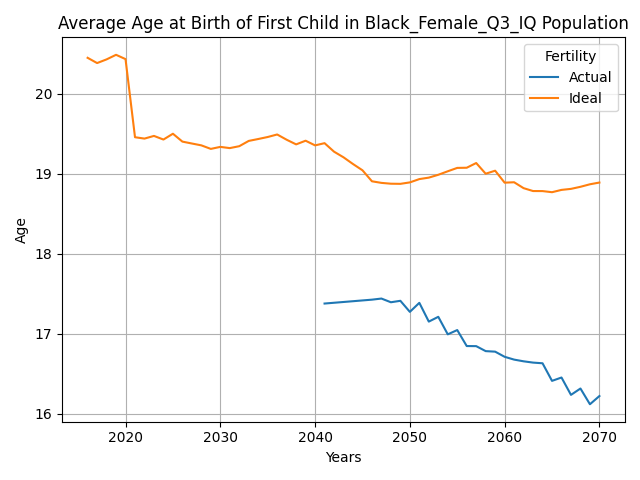 Average Age at Birth of First Child in Black_Female_Q3_IQ Population
Fertility
Actual
Ideal
Age
20
19
18
17
16
2020
2030
2040
2050
2060
2070
Years